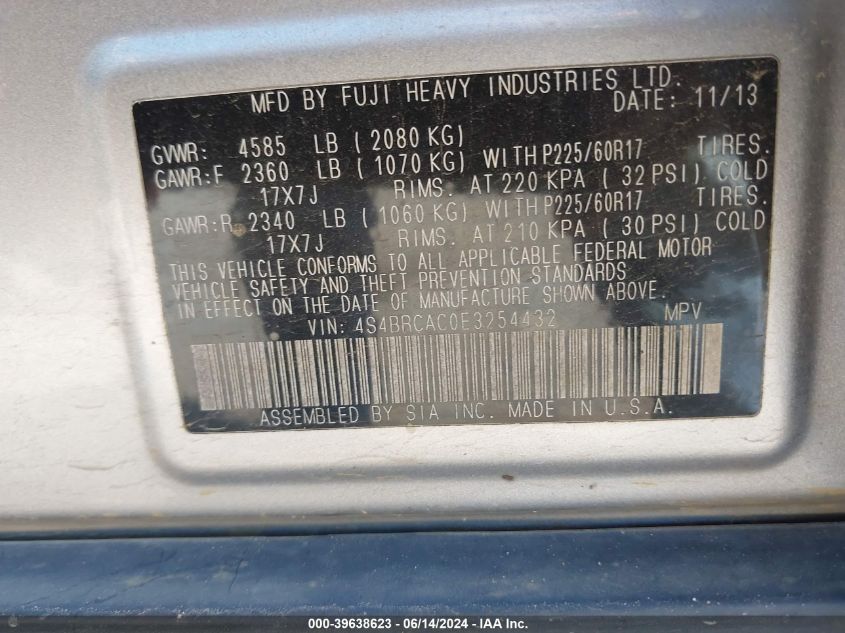 MFD BY FUJI HEAVY INDUSTRIES LTD.
DATE: 11/13
GVWR: 4585 LB ( 2080 KG)
GAWR:F 2360 LB ( 1070 KG) WITH P225/60R17 TIRES.
17X7J RIMS. AT 220 KPA ( 32 PSI) COLD
GAWR:R 2340 LB ( 1060 KG) WITH P225/60R17 TIRES.
17X7J RIMS. AT 210 KPA ( 30 PSI) COLD
THIS VEHICLE CONFORMS TO ALL APPLICABLE FEDERAL MOTOR
VEHICLE SAFETY AND THEFT PREVENTION STANDARDS
IN EFFECT ON THE DATE OF MANUFACTURE SHOWN ABOVE.
VIN: 4S4BRCAC0E3254432 MPV
ASSEMBLED BY SIA INC. MADE IN U.S.A.
000-39638623 - 06/14/2024 - IAAI Inc.